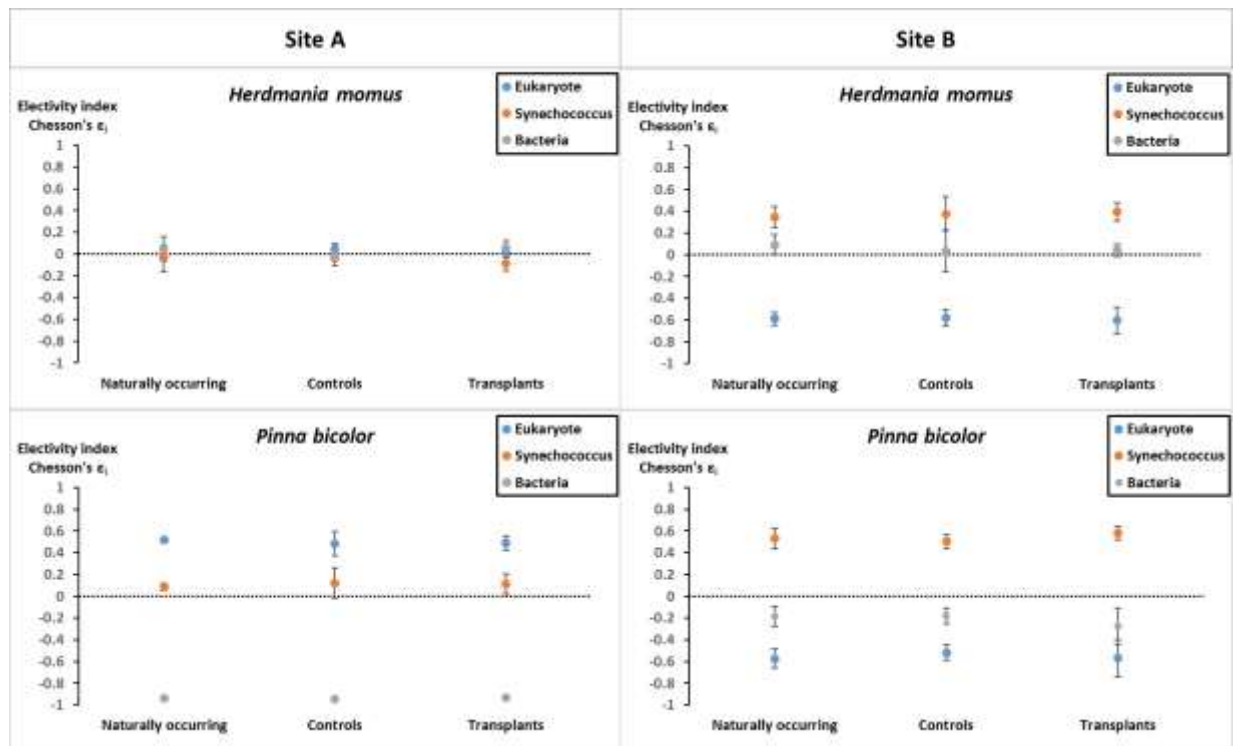 Site A
Site B
Herdmania momus
Electivity index
Chesson's εᵢ
Eukaryote
Synechococcus
Bacteria
1
0.8
0.6
0.4
0.2
0
-0.2
-0.4
-0.6
-0.8
-1
Naturally occurring Controls Transplants
Herdmania momus
Electivity index
Chesson's εᵢ
Eukaryote
Synechococcus
Bacteria
1
0.8
0.6
0.4
0.2
0
-0.2
-0.4
-0.6
-0.8
-1
Naturally occurring Controls Transplants
Pinna bicolor
Electivity index
Chesson's εᵢ
Eukaryote
Synechococcus
Bacteria
1
0.8
0.6
0.4
0.2
0
-0.2
-0.4
-0.6
-0.8
-1
Naturally occurring Controls Transplants
Pinna bicolor
Electivity index
Chesson's εᵢ
Eukaryote
Synechococcus
Bacteria
1
0.8
0.6
0.4
0.2
0
-0.2
-0.4
-0.6
-0.8
-1
Naturally occurring Controls Transplants